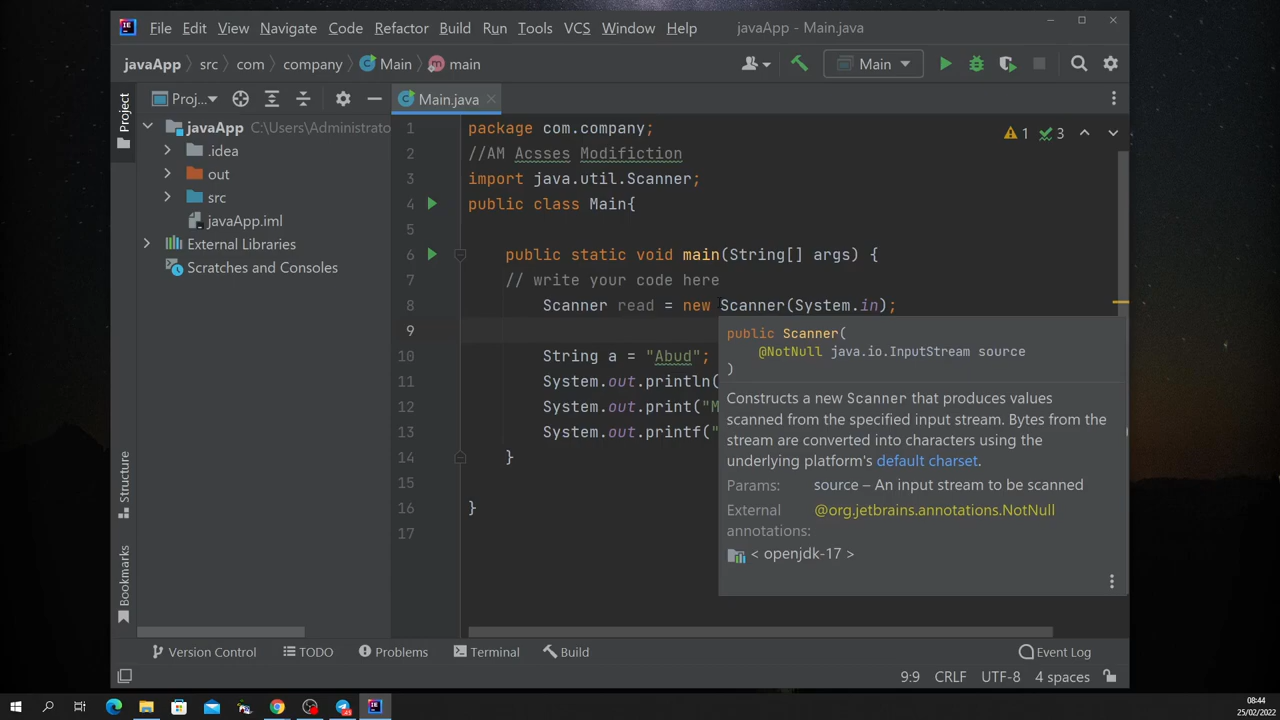 File Edit View Navigate Code Refactor Build Run Tools VCS Window Help javaApp - Main.java
javaApp src com company Main main Main
Project
Proj... Main.java
javaApp C:\Users\Administrato
.idea
out
src
javaApp.iml
External Libraries
Scratches and Consoles
1 package com.company;
2 //AM Acsses Modifiction
3 import java.util.Scanner;
4 public class Main{
5
6 public static void main(String[] args) {
7 // write your code here
8 Scanner read = new Scanner(System.in);
9
10 String a = "Abud";
11 System.out.println(
12 System.out.print("M
13 System.out.printf("
14 }
15
16 }
17
1 3
public Scanner(
@NotNull java.io.InputStream source
)
Constructs a new Scanner that produces values
scanned from the specified input stream. Bytes from the
stream are converted into characters using the
underlying platform's default charset.
Params: source – An input stream to be scanned
External @org.jetbrains.annotations.NotNull
annotations:
< openjdk-17 >
Structure
Bookmarks
Version Control TODO Problems Terminal Build Event Log
9:9 CRLF UTF-8 4 spaces
08:44
25/02/2022